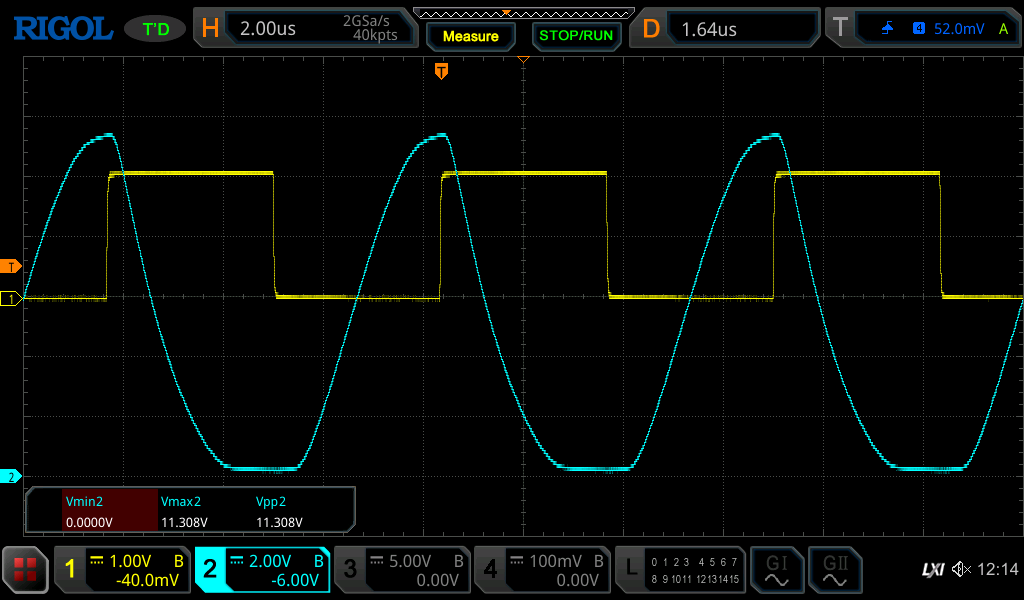 RIGOL T'D H 2.00us 2GSa/s 40kpts Measure STOP/RUN D 1.64us T 4 52.0mV A
T
T
1
2
Vmin2 Vmax2 Vpp2
0.0000V 11.308V 11.308V
1 1.00V B -40.0mV 2 2.00V B -6.00V 3 5.00V B 0.00V 4 100mV B 0.00V L 0 1 2 3 4 5 6 7 8 9 10 11 12 13 14 15 GI GII LXI 12:14